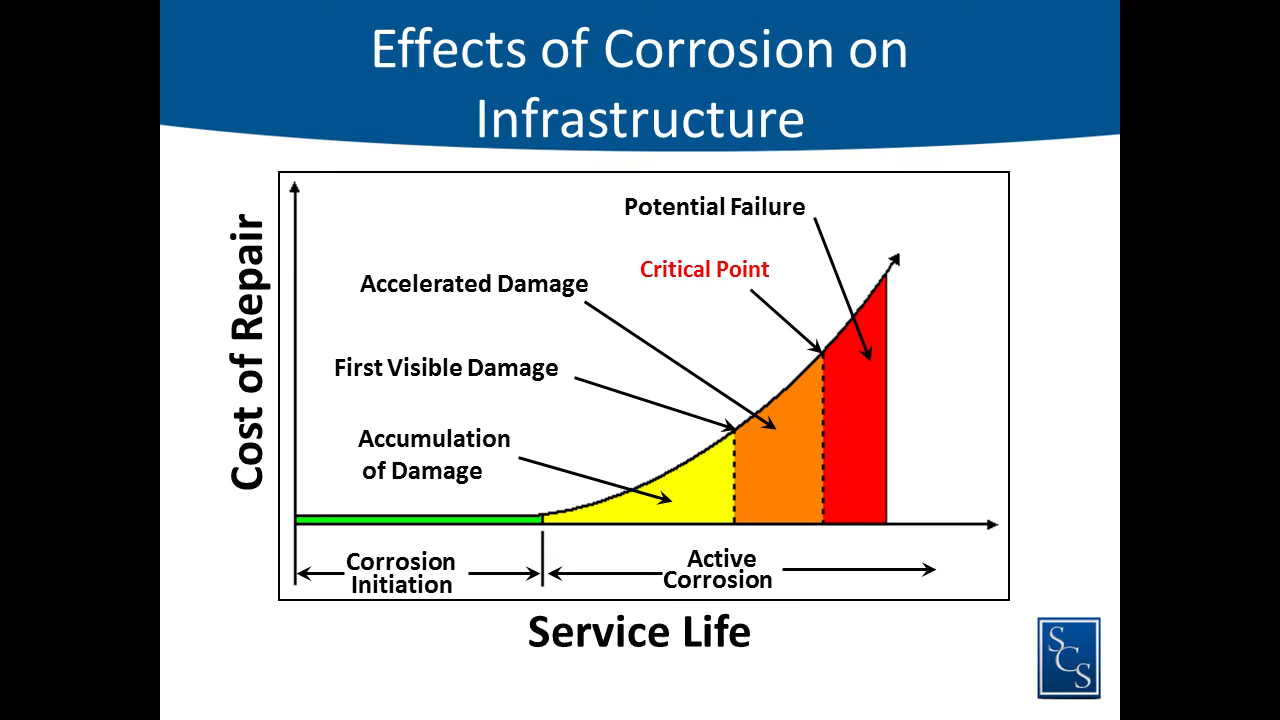 Effects of Corrosion on
Infrastructure
Cost of Repair
Potential Failure
Critical Point
Accelerated Damage
First Visible Damage
Accumulation
of Damage
Corrosion
Initiation
Active
Corrosion
Service Life
SCS